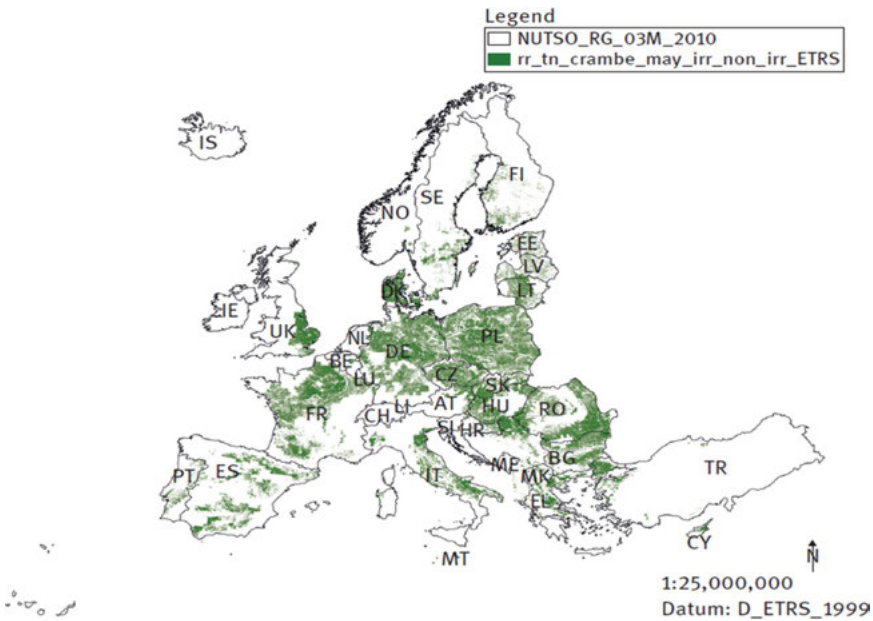 Legend
NUTSO_RG_03M_2010
rr_tn_crambe_may_irr_non_irr_ETRS
IS
FI
SE
NO
EE
LV
LT
DK
IE
UK
NL
PL
DE
BE
CZ
LU
SK
FR
LI
AT
HU
RO
CH
SI
HR
ME
BG
PT
ES
IT
MK
TR
EL
CY
MT
N
1:25,000,000
Datum: D_ETRS_1999